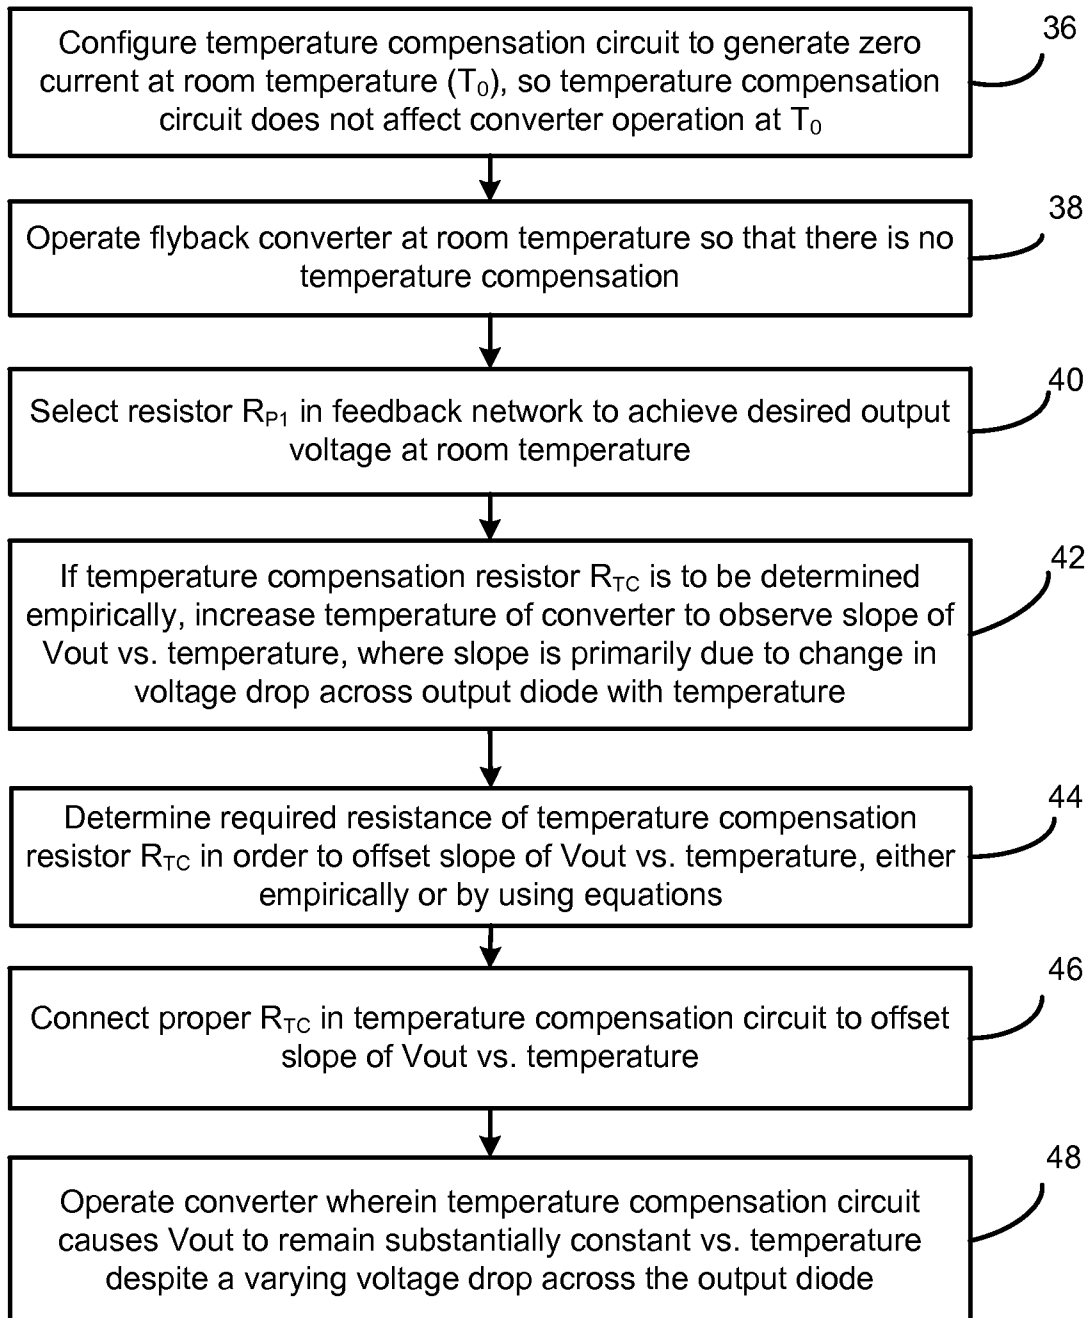 Configure temperature compensation circuit to generate zero
current at room temperature (T0), so temperature compensation
circuit does not affect converter operation at T0
36
Operate flyback converter at room temperature so that there is no
temperature compensation
38
Select resistor RP1 in feedback network to achieve desired output
voltage at room temperature
40
If temperature compensation resistor RTC is to be determined
empirically, increase temperature of converter to observe slope of
Vout vs. temperature, where slope is primarily due to change in
voltage drop across output diode with temperature
42
Determine required resistance of temperature compensation
resistor RTC in order to offset slope of Vout vs. temperature, either
empirically or by using equations
44
Connect proper RTC in temperature compensation circuit to offset
slope of Vout vs. temperature
46
Operate converter wherein temperature compensation circuit
causes Vout to remain substantially constant vs. temperature
despite a varying voltage drop across the output diode
48